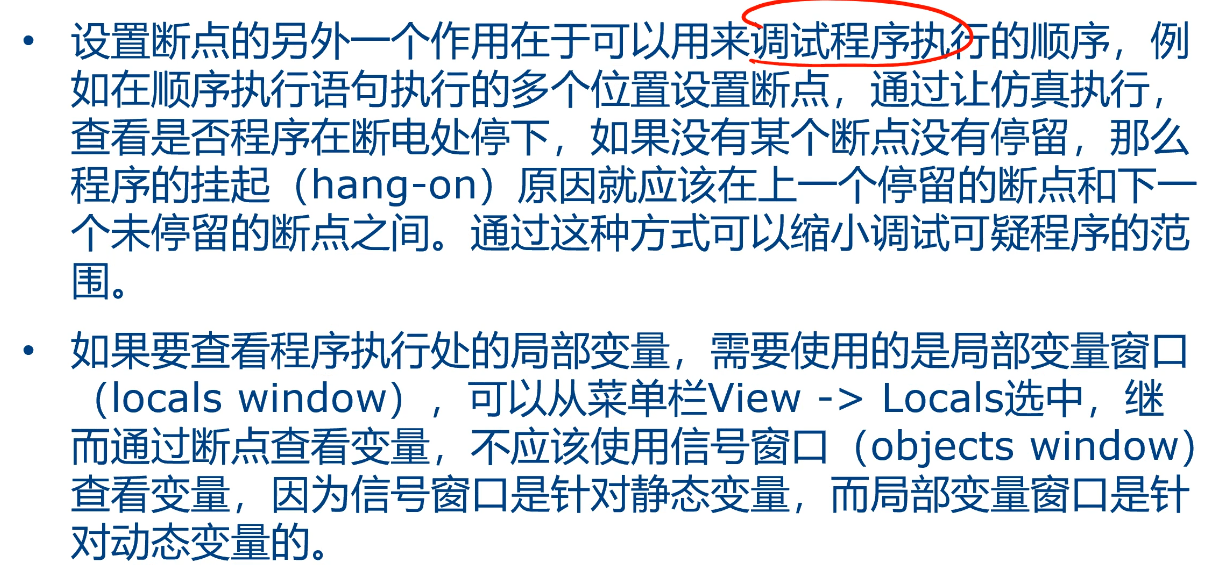 • 设置断点的另外一个作用在于可以用来调试程序执行的顺序，例
如在顺序执行语句执行的多个位置设置断点，通过让仿真执行，
查看是否程序在断电处停下，如果没有某个断点没有停留，那么
程序的挂起（hang-on）原因就应该在上一个停留的断点和下一
个未停留的断点之间。通过这种方式可以缩小调试可疑程序的范
围。
• 如果要查看程序执行处的局部变量，需要使用的是局部变量窗口
（locals window），可以从菜单栏View -> Locals选中，继
而通过断点查看变量，不应该使用信号窗口（objects window）
查看变量，因为信号窗口是针对静态变量，而局部变量窗口是针
对动态变量的。